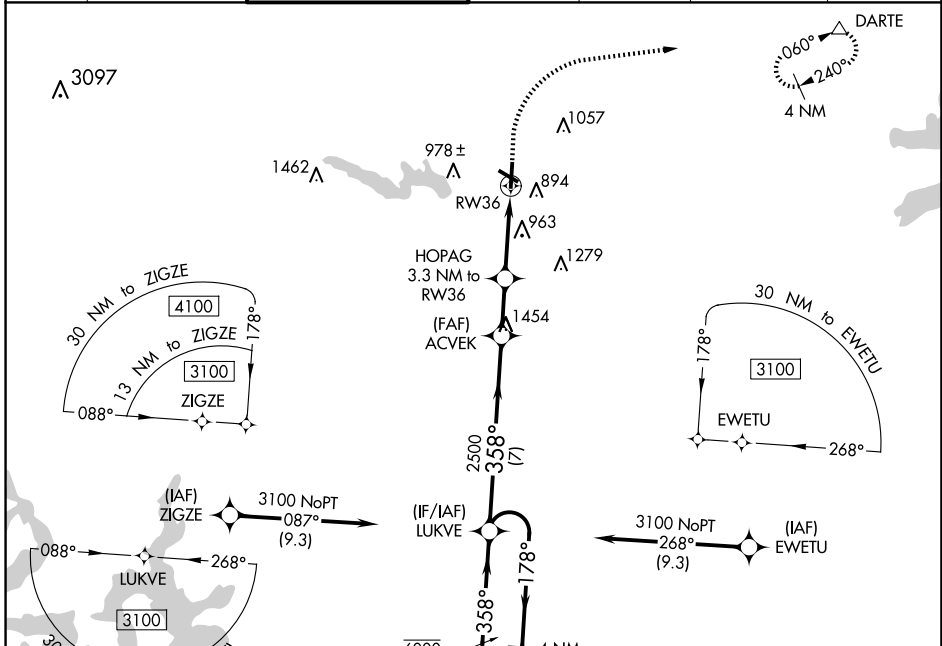 DARTE
060°
240°
4 NM
3097
1057
978 ±
1462
894
RW36
963
HOPAG
3.3 NM to
RW36
1279
30 NM to ZIGZE
4100
178°
13 NM to ZIGZE
3100
ZIGZE
088°
(FAF)
ACVEK
1454
30 NM to EWETU
178°
3100
EWETU
268°
2500
358°
(7)
(IAF)
ZIGZE
3100 NoPT
087°
(9.3)
(IF/IAF)
LUKVE
3100 NoPT
268°
(9.3)
(IAF)
EWETU
088°
268°
LUKVE
3100
30
358°
178°
4 NM